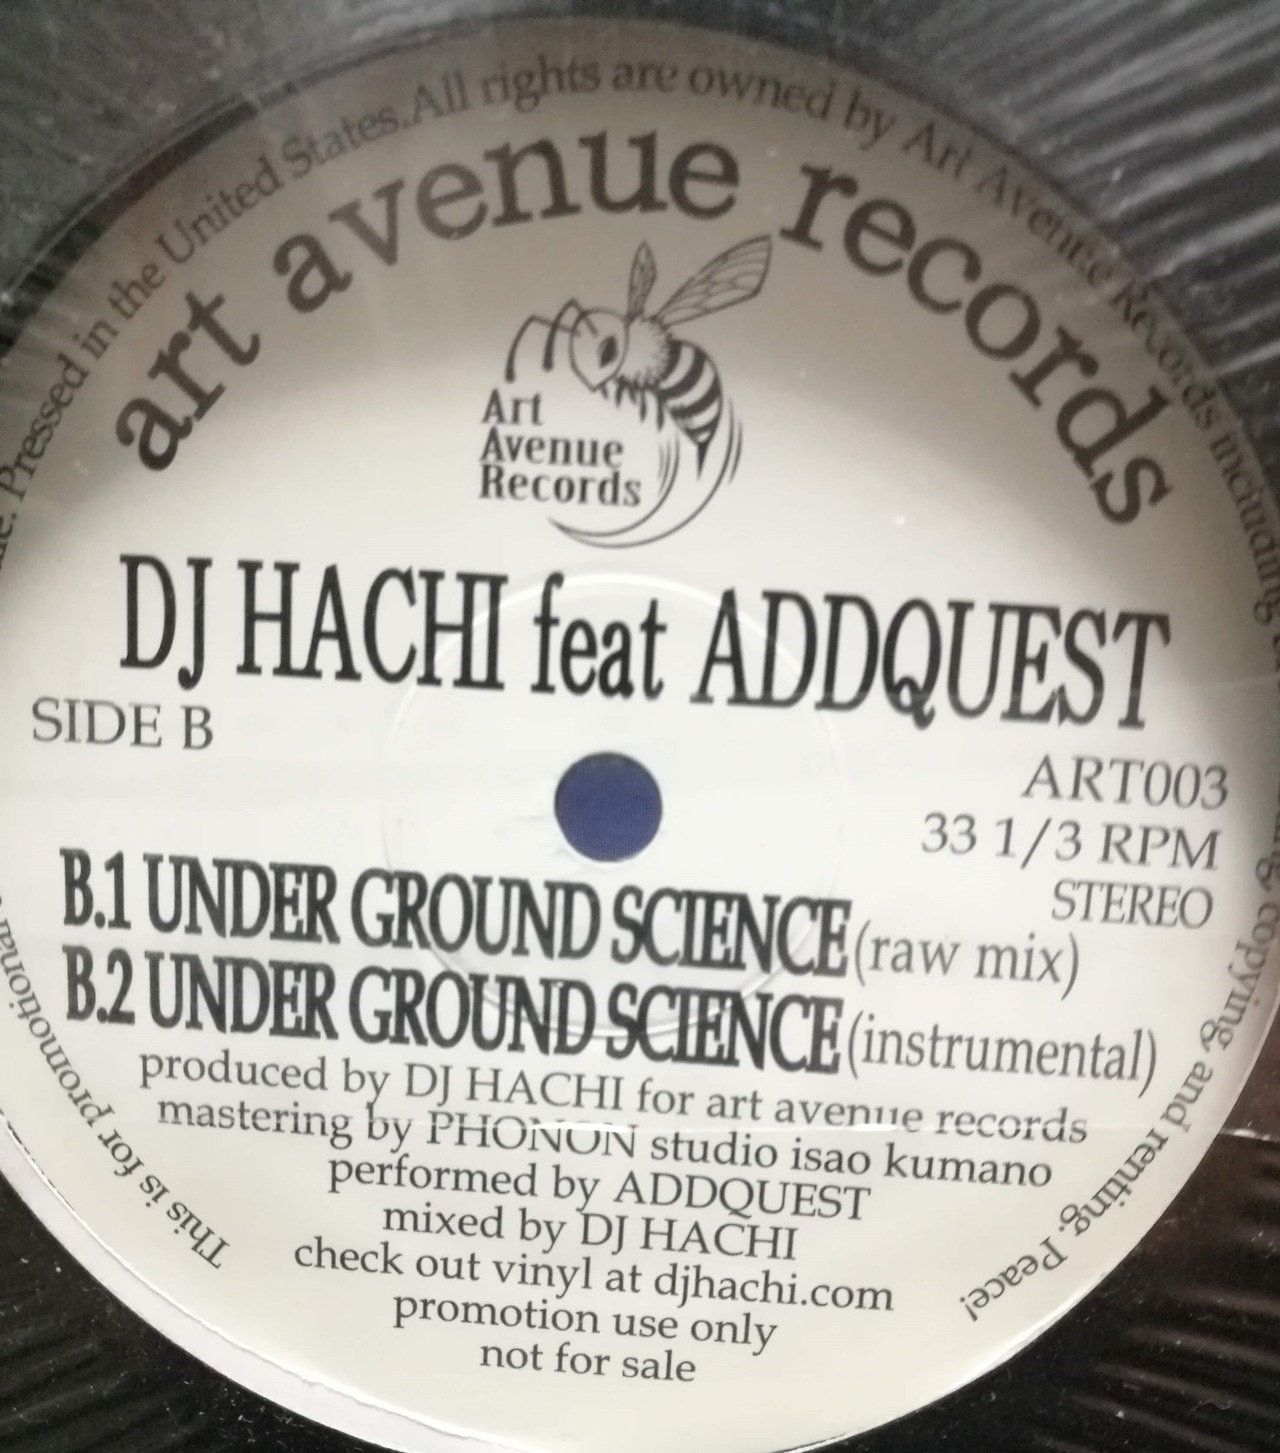 Pressed in the United States. All rights are owned by Art Avenue Records including
copying and renting. Peace!
This is for promotional
art avenue records
Art
Avenue
Records
DJ HACHI feat ADDQUEST
SIDE B
ART003
33 1/3 RPM
STEREO
B.1 UNDER GROUND SCIENCE (raw mix)
B.2 UNDER GROUND SCIENCE (instrumental)
produced by DJ HACHI for art avenue records
mastering by PHONON studio isao kumano
performed by ADDQUEST
mixed by DJ HACHI
check out vinyl at djhachi.com
promotion use only
not for sale